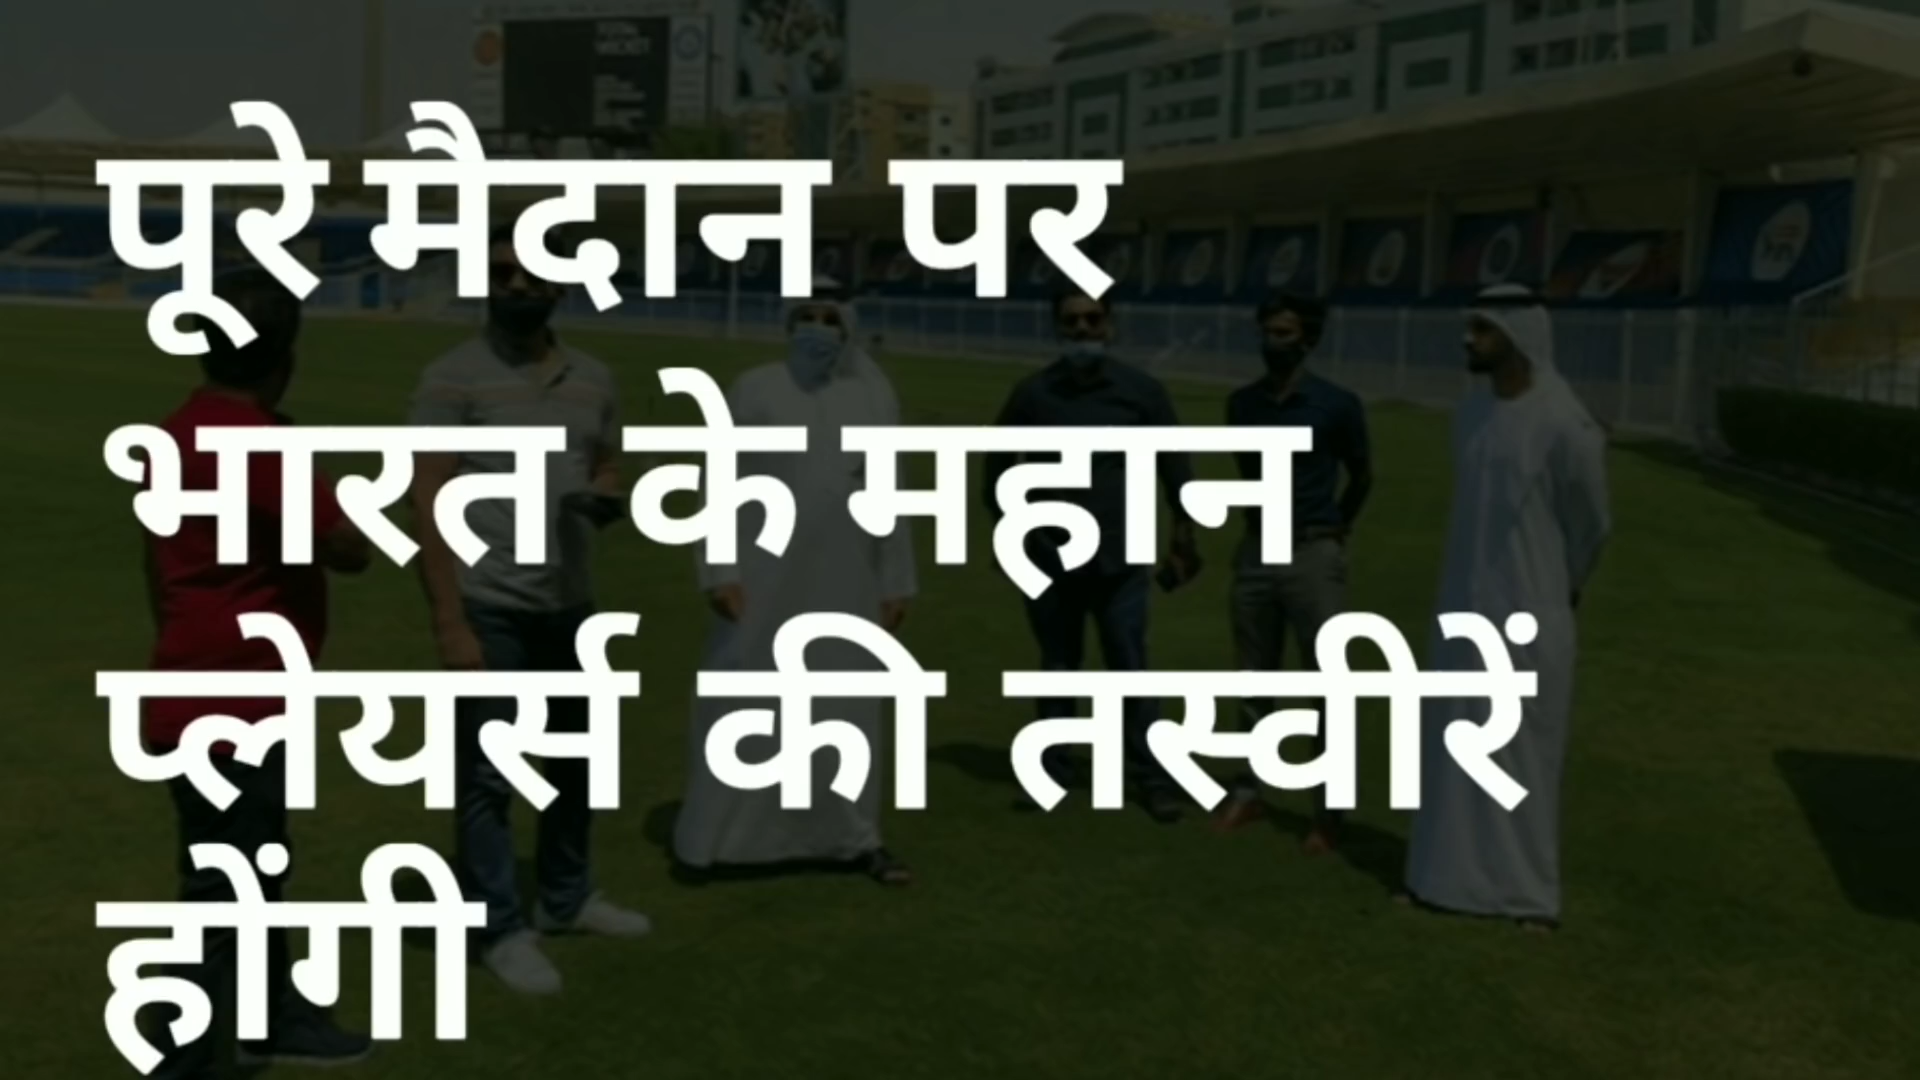 पूरे मैदान पर
भारत के महान
प्लेयर्स की तस्वीरें
होंगी